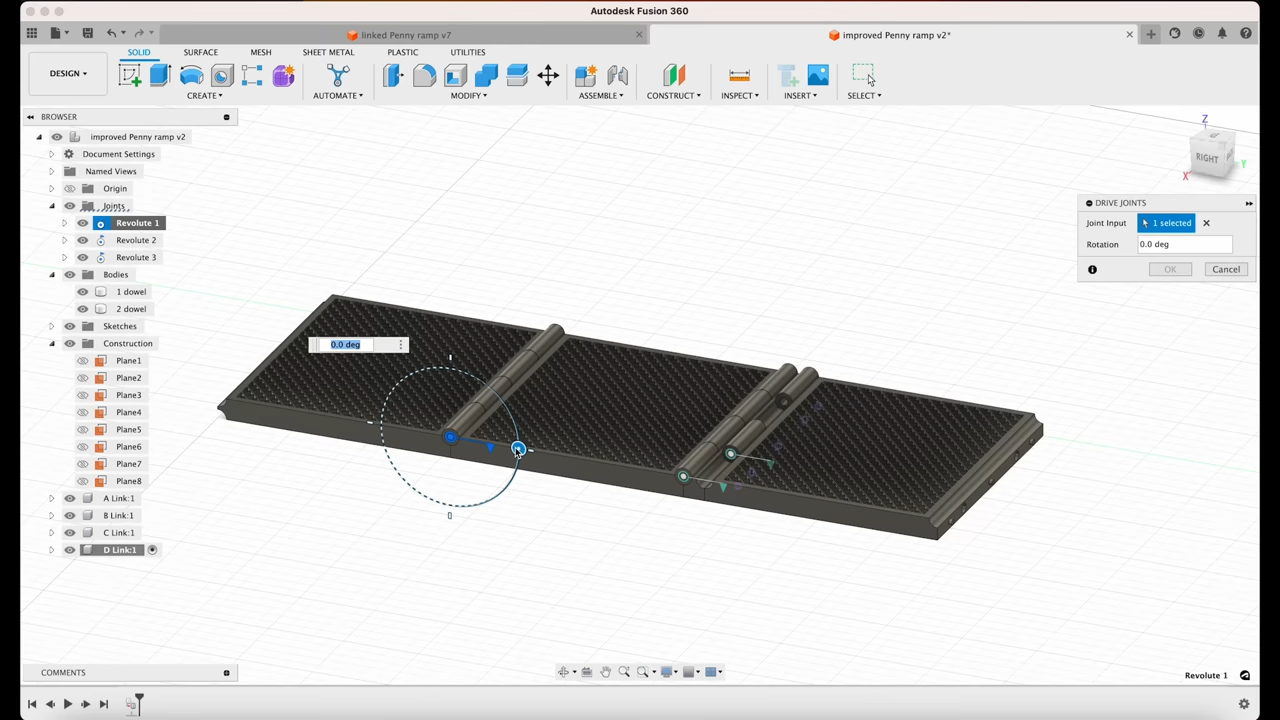 Autodesk Fusion 360
linked Penny ramp v7
improved Penny ramp v2*
SOLID SURFACE MESH SHEET METAL PLASTIC UTILITIES
DESIGN
CREATE AUTOMATE MODIFY ASSEMBLE CONSTRUCT INSPECT INSERT SELECT
BROWSER
improved Penny ramp v2
Document Settings
Named Views
Origin
Joints
Revolute 1
Revolute 2
Revolute 3
Bodies
1 dowel
2 dowel
Sketches
Construction
Plane1
Plane2
Plane3
Plane4
Plane5
Plane6
Plane7
Plane8
A Link:1
B Link:1
C Link:1
D Link:1
0.0 deg
Z
RIGHT
X
Y
DRIVE JOINTS
Joint Input 1 selected
Rotation 0.0 deg
OK Cancel
COMMENTS
Revolute 1